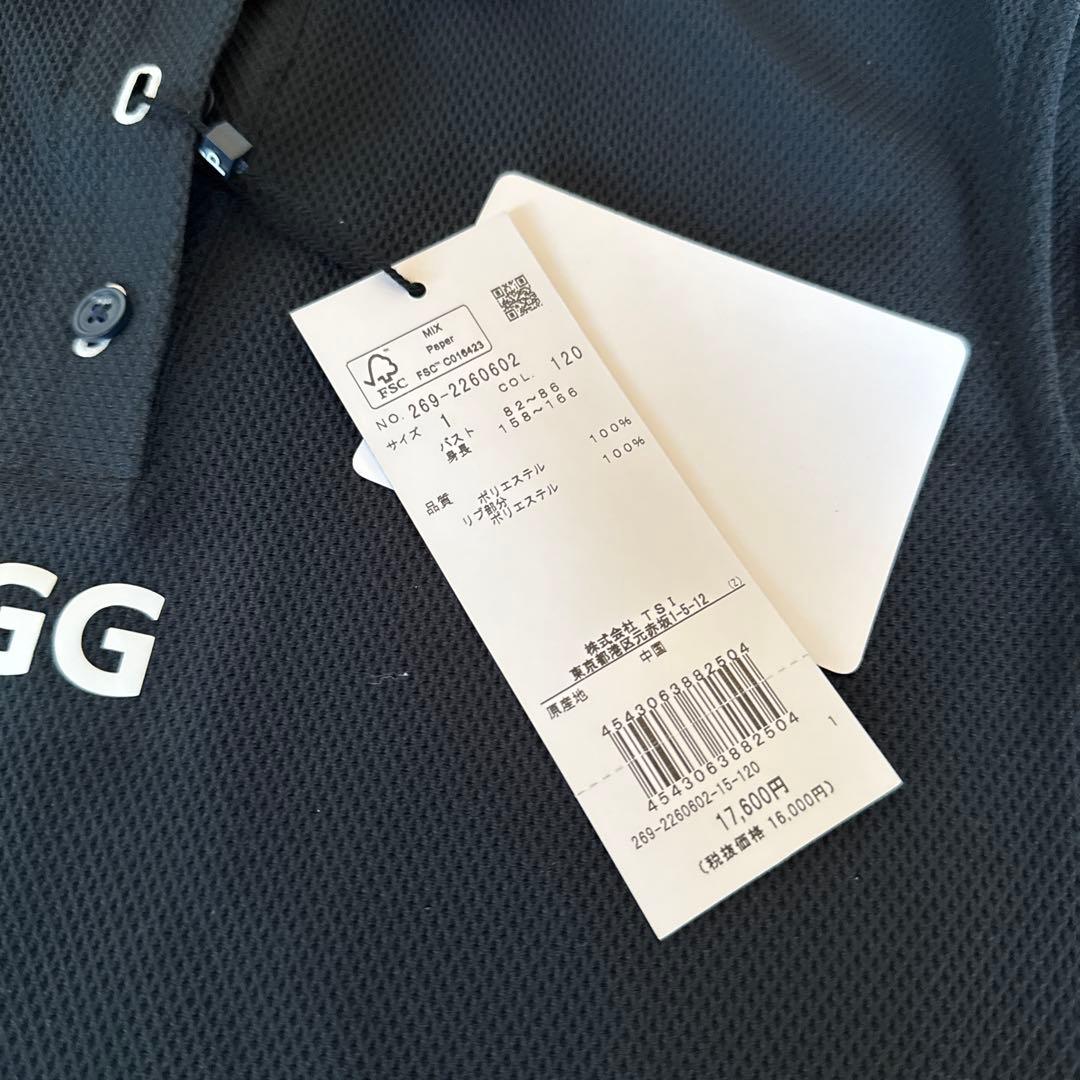 C
P
GG
MIX
Paper
FSC™ C016423
FSC
NO. 269-2260602
COL. 120
サイズ 1
バスト 82～86
身長 158～166
品質 ポリエステル 100%
リブ部分
ポリエステル 100%
(Z)
株式会社 TSI
東京都港区元赤坂1-5-12
原産地 中国
4543063882504
4543063882504
269-2260602-15-120
1
17,600円
(税抜価格 16,000円)